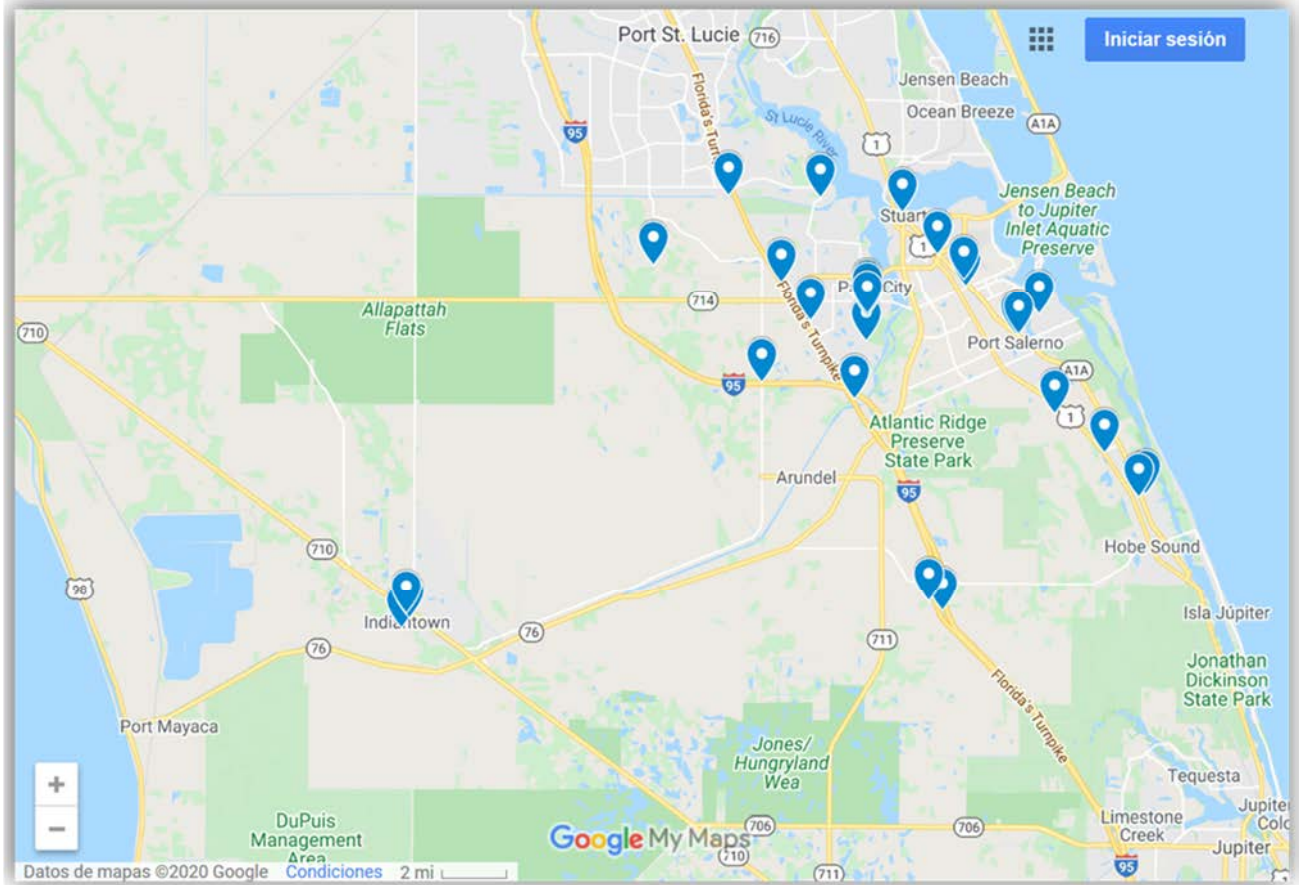 Port St. Lucie
716
Iniciar sesión
Jensen Beach
Ocean Breeze
A1A
95
St Lucie River
1
Florida's Turnp
Jensen Beach
to Jupiter
Inlet Aquatic
Preserve
Stuart
1
City
714
Allapattah
Flats
710
Florida's Turnpike
Port Salerno
A1A
95
1
Atlantic Ridge
Preserve
State Park
Arundel
95
Hobe Sound
710
98
Indiantown
76
76
711
Isla Júpiter
Jonathan
Dickinson
State Park
Florida's Turnpike
Port Mayaca
Jones/
Hungryland
Wea
Tequesta
+
−
DuPuis
Management
Area
Google My Maps
706
706
710
711
Limestone
Creek
Jupiter
Colo
Jupiter
95
Datos de mapas ©2020 Google Condiciones 2 mi